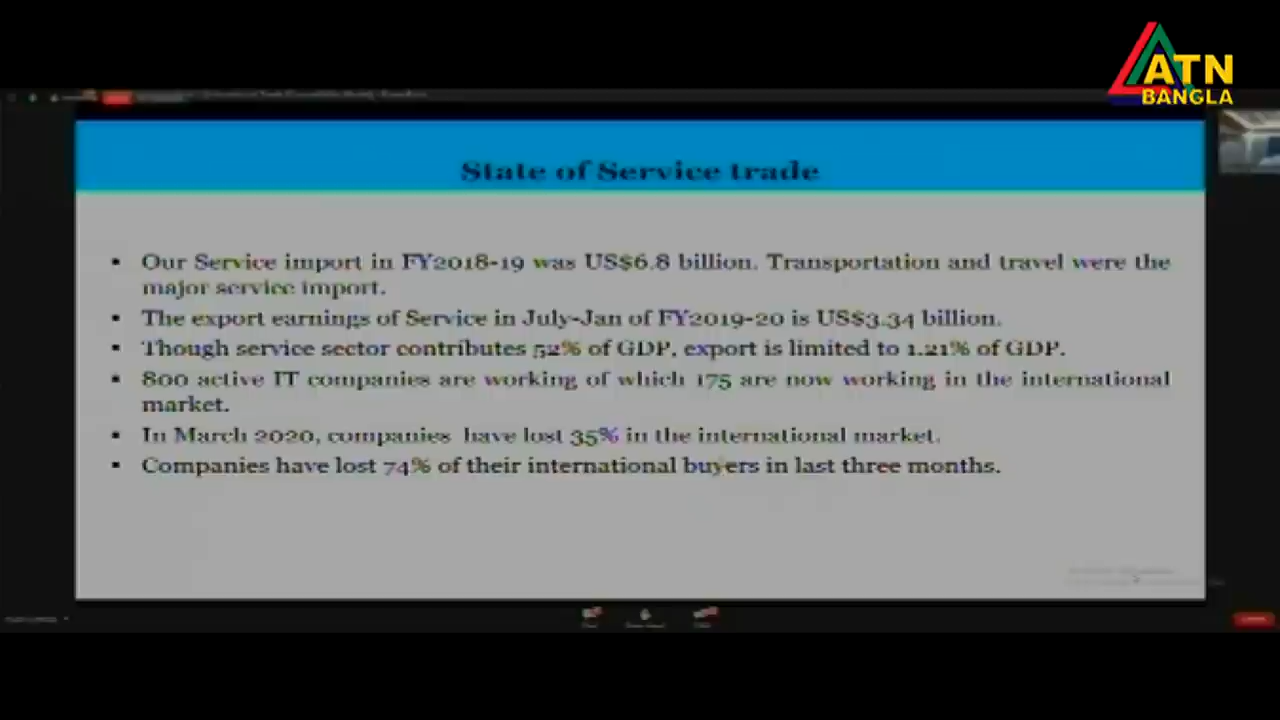 ATN
BANGLA
State of Service trade
▪ Our Service import in FY2018-19 was US$6.8 billion. Transportation and travel were the
major service import.
▪ The export earnings of Service in July-Jan of FY2019-20 is US$3.34 billion.
▪ Though service sector contributes 52% of GDP, export is limited to 1.21% of GDP.
▪ 800 active IT companies are working of which 175 are now working in the international
market.
▪ In March 2020, companies have lost 35% in the international market.
▪ Companies have lost 74% of their international buyers in last three months.